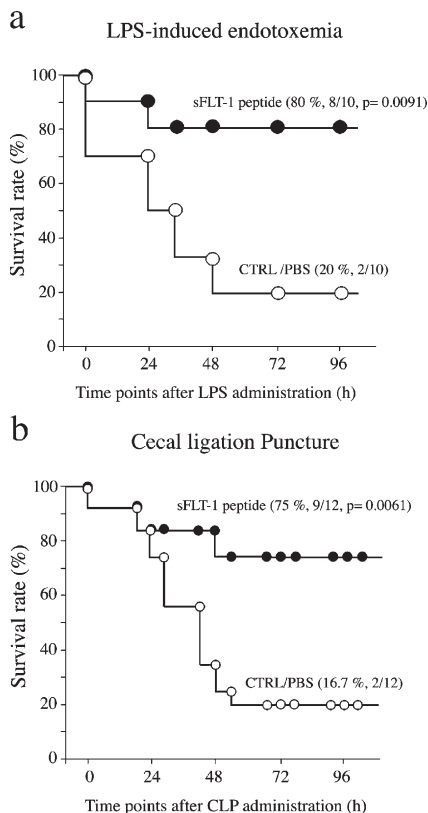 a
LPS-induced endotoxemia
100
80
60
40
20
0
Survival rate (%)
sFLT-1 peptide (80 %, 8/10, p= 0.0091)
CTRL /PBS (20 %, 2/10)
0 24 48 72 96
Time points after LPS administration (h)
b
Cecal ligation Puncture
100
80
60
40
20
0
Survival rate (%)
sFLT-1 peptide (75 %, 9/12, p= 0.0061)
CTRL/PBS (16.7 %, 2/12)
0 24 48 72 96
Time points after CLP administration (h)